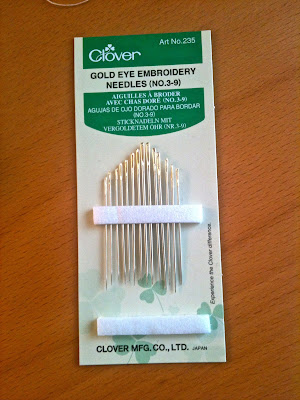 Art No.235
Clover
GOLD EYE EMBROIDERY
NEEDLES (NO.3-9)
AIGUILLES À BRODER
AVEC CHAS DORÉ (NO.3-9)
AGUJAS DE OJO DORADO PARA BORDAR
(NO.3-9)
STICKNADELN MIT
VERGOLDETEM ÖHR (NR.3-9)
Experience the Clover difference.
CLOVER MFG.CO., LTD. JAPAN